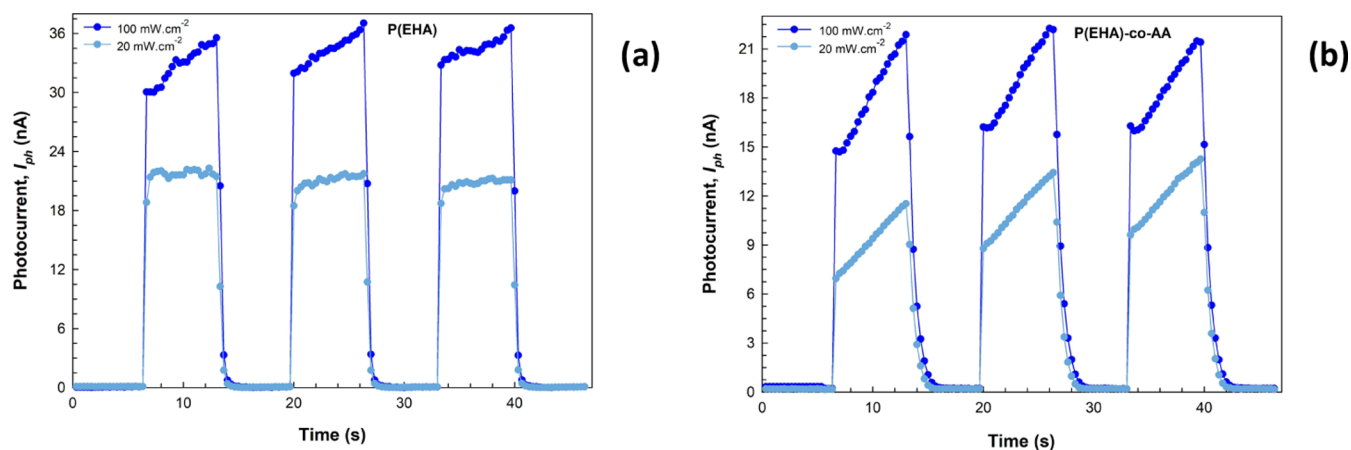 100 mW.cm-2
20 mW.cm-2
P(EHA)
(a)
Photocurrent, Iph (nA)
36
30
24
18
12
6
0
0 10 20 30 40
Time (s)
100 mW.cm-2
20 mW.cm-2
P(EHA)-co-AA
(b)
Photocurrent, Iph (nA)
21
18
15
12
9
6
3
0
0 10 20 30 40
Time (s)